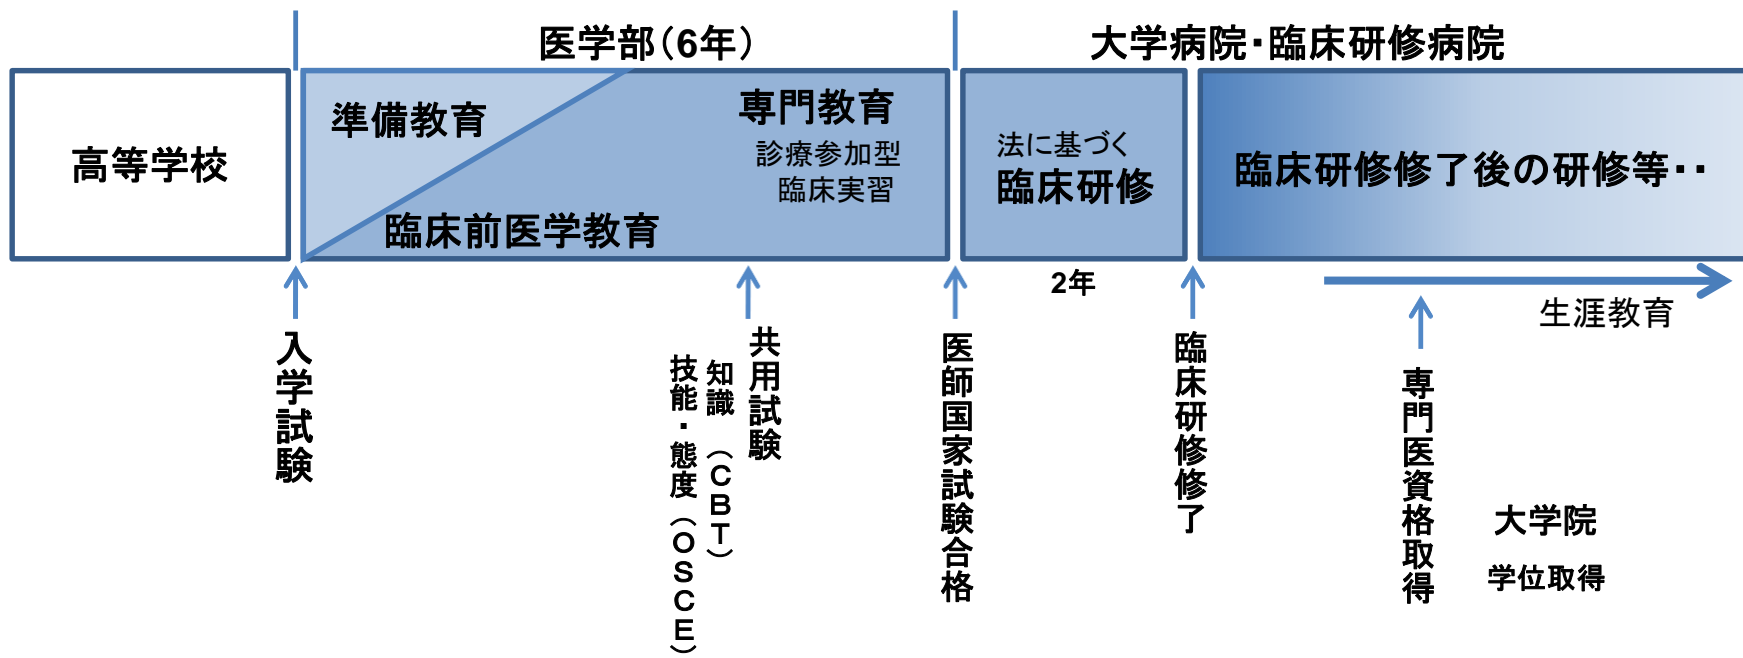 医学部（6年）
大学病院・臨床研修病院
高等学校
準備教育
臨床前医学教育
専門教育
診療参加型
臨床実習
法に基づく
臨床研修
臨床研修修了後の研修等・・
2年
生涯教育
入学試験
共用試験
知識　（ＣＢＴ）
技能・態度（ＯＳＣＥ）
医師国家試験合格
臨床研修修了
専門医資格取得
大学院
学位取得